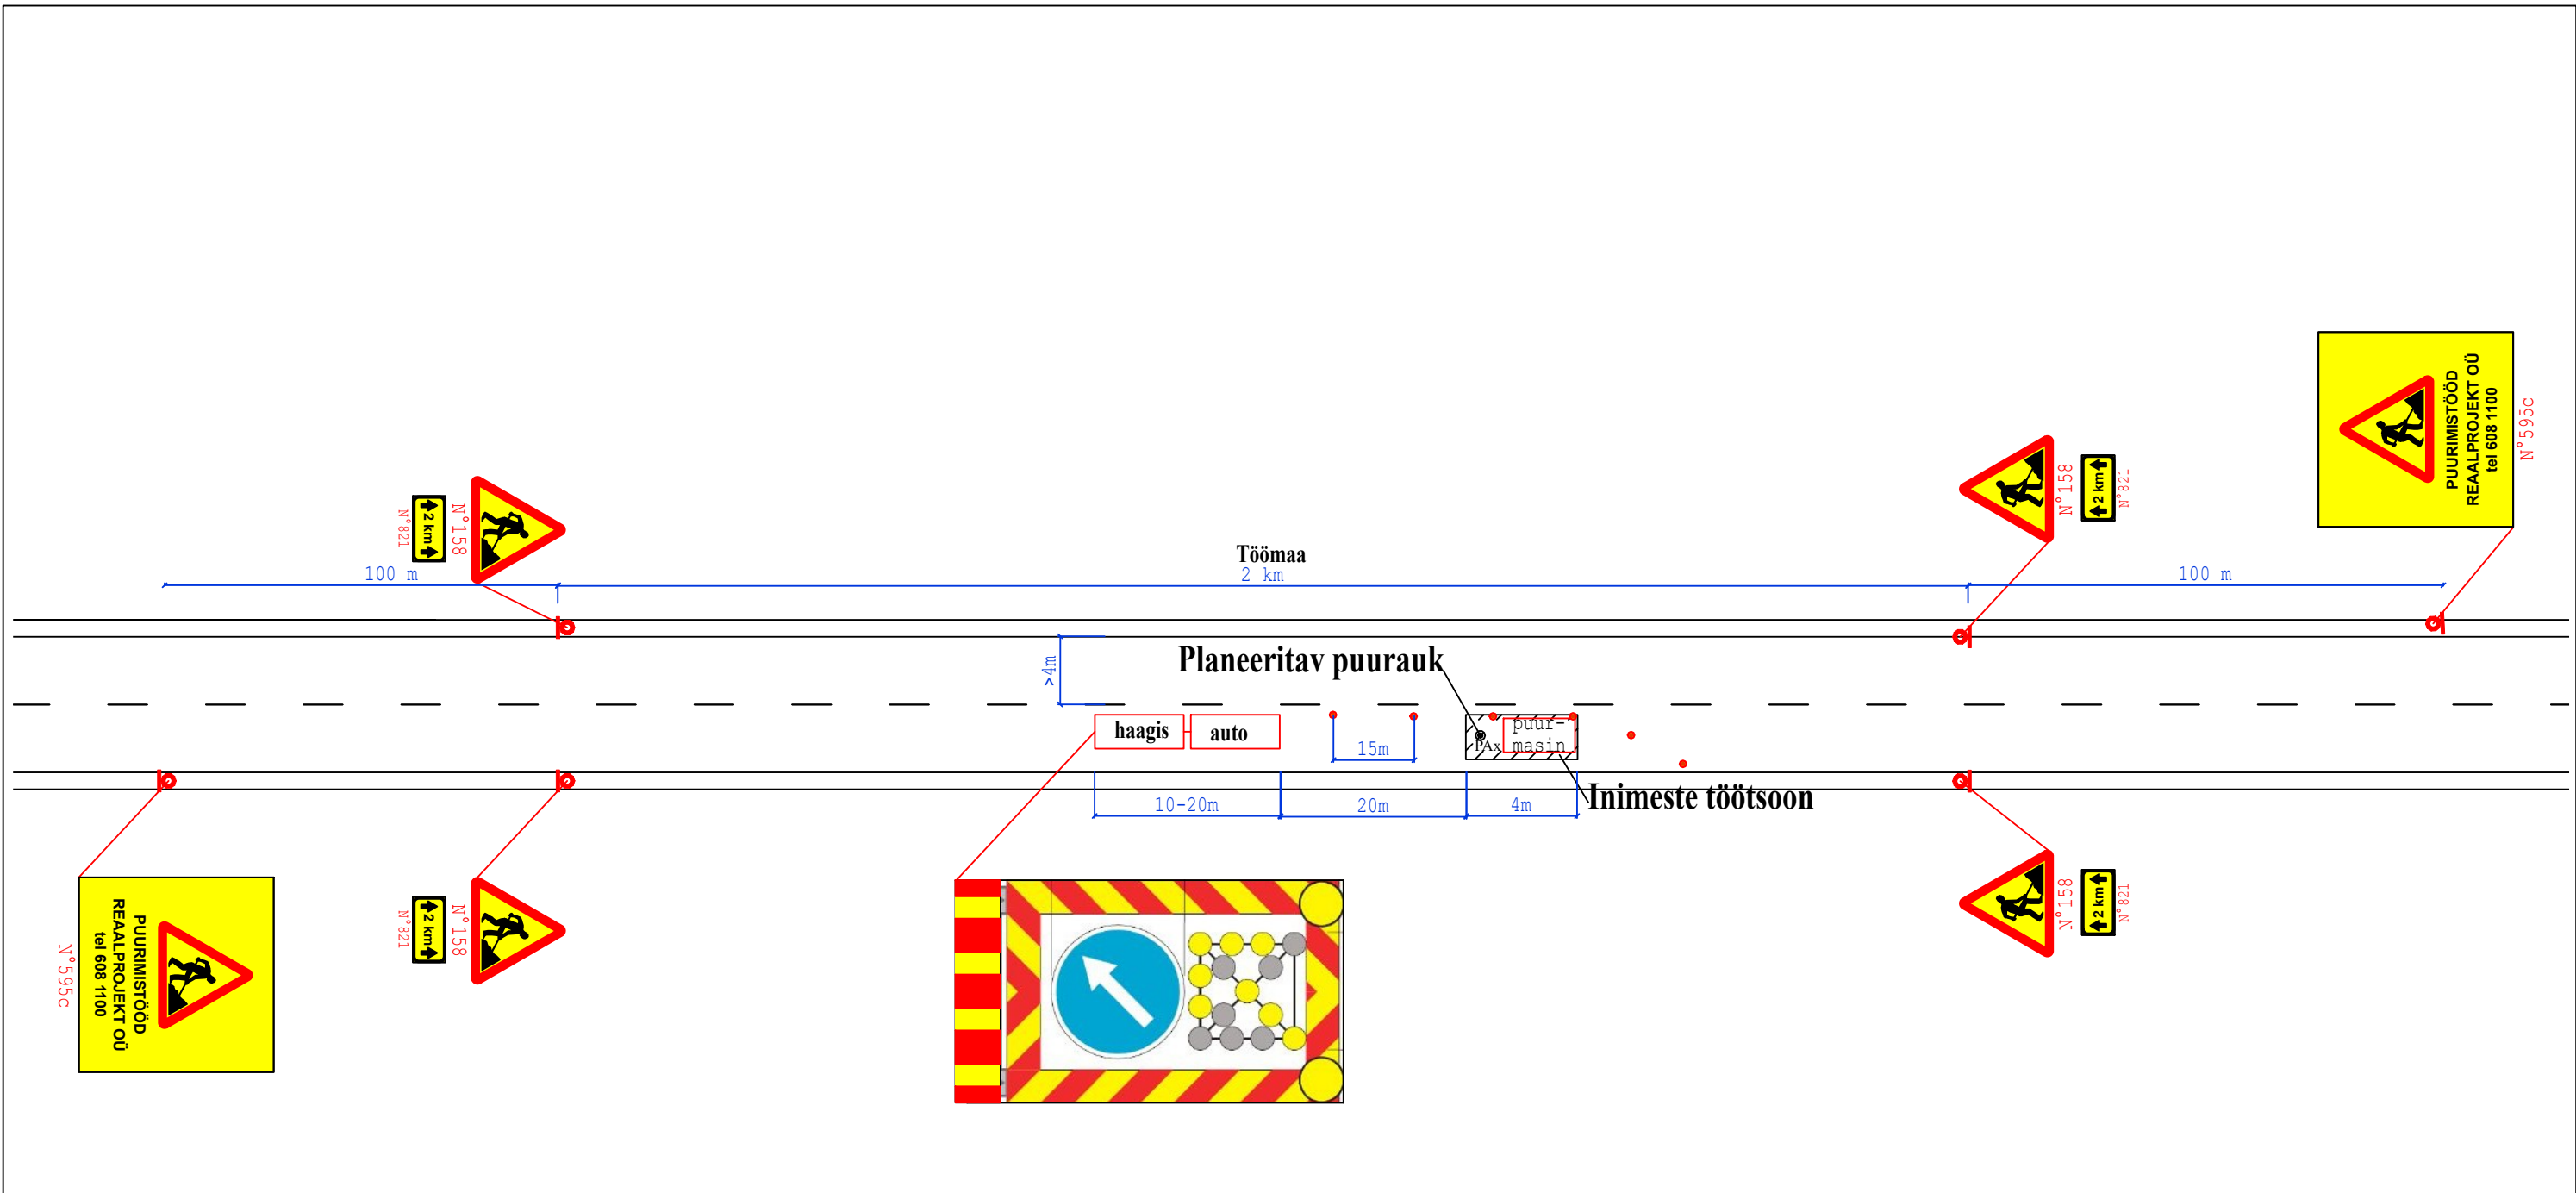 PUURIMISTÖÖD
REAALPROJEKT OÜ
tel 608 1100
N°595c
N°158
2 km
N°821
N°158
2 km
N°821
Töömaa
100 m
2 km
100 m
>4m
Planeeritav puurauk
haagis
auto
15m
PAx
puur-
masin
10-20m
20m
4m
Inimeste töötsoon
N°158
2 km
N°821
N°158
2 km
N°821
PUURIMISTÖÖD
REAALPROJEKT OÜ
tel 608 1100
N°595c